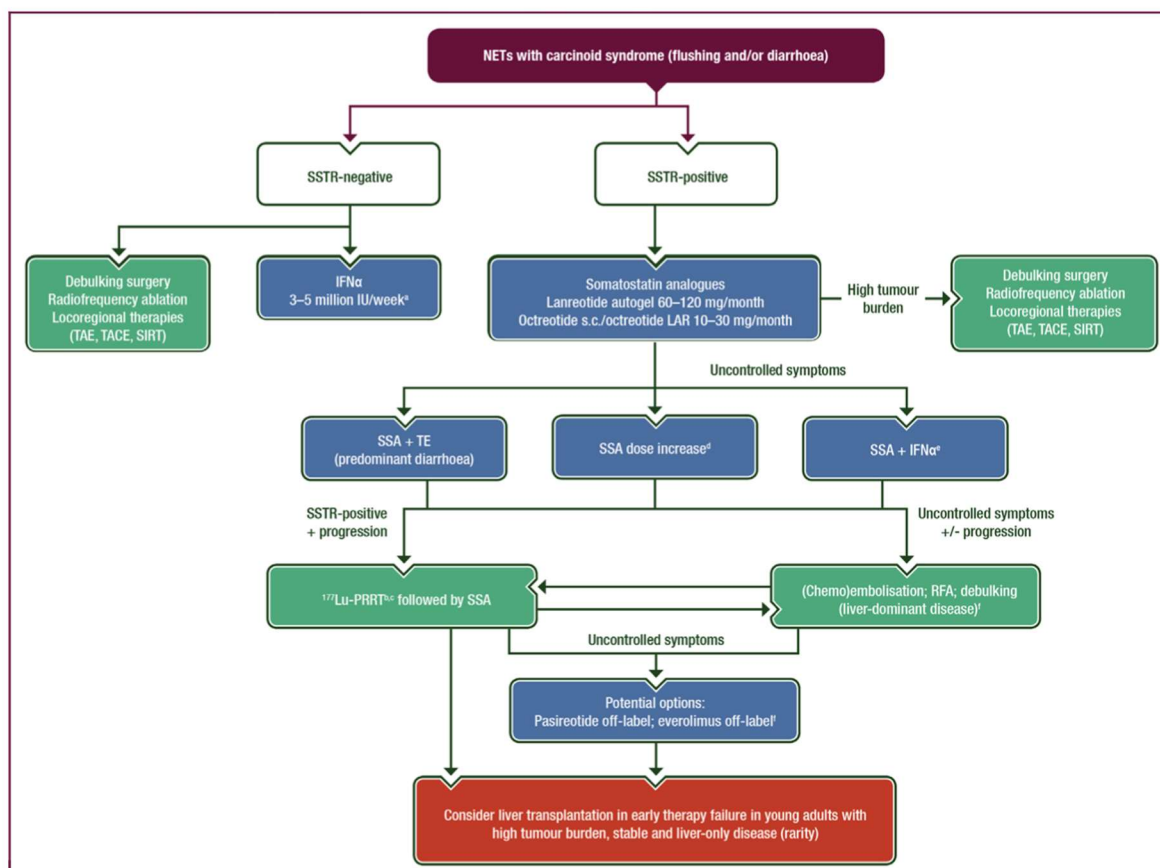 NETs with carcinoid syndrome (flushing and/or diarrhoea)
SSTR-negative
SSTR-positive
Debulking surgery
Radiofrequency ablation
Locoregional therapies
(TAE, TACE, SIRT)
IFNα
3–5 million IU/weekᵃ
Somatostatin analogues
Lanreotide autogel 60–120 mg/month
Octreotide s.c./octreotide LAR 10–30 mg/month
High tumour
burden
Debulking surgery
Radiofrequency ablation
Locoregional therapies
(TAE, TACE, SIRT)
Uncontrolled symptoms
SSA + TE
(predominant diarrhoea)
SSA dose increaseᵈ
SSA + IFNαᵉ
SSTR-positive
+ progression
Uncontrolled symptoms
+/- progression
¹⁷⁷Lu-PRRTᵇ,ᶜ followed by SSA
(Chemo)embolisation; RFA; debulking
(liver-dominant disease)ᶠ
Uncontrolled symptoms
Potential options:
Pasireotide off-label; everolimus off-labelᶠ
Consider liver transplantation in early therapy failure in young adults with
high tumour burden, stable and liver-only disease (rarity)